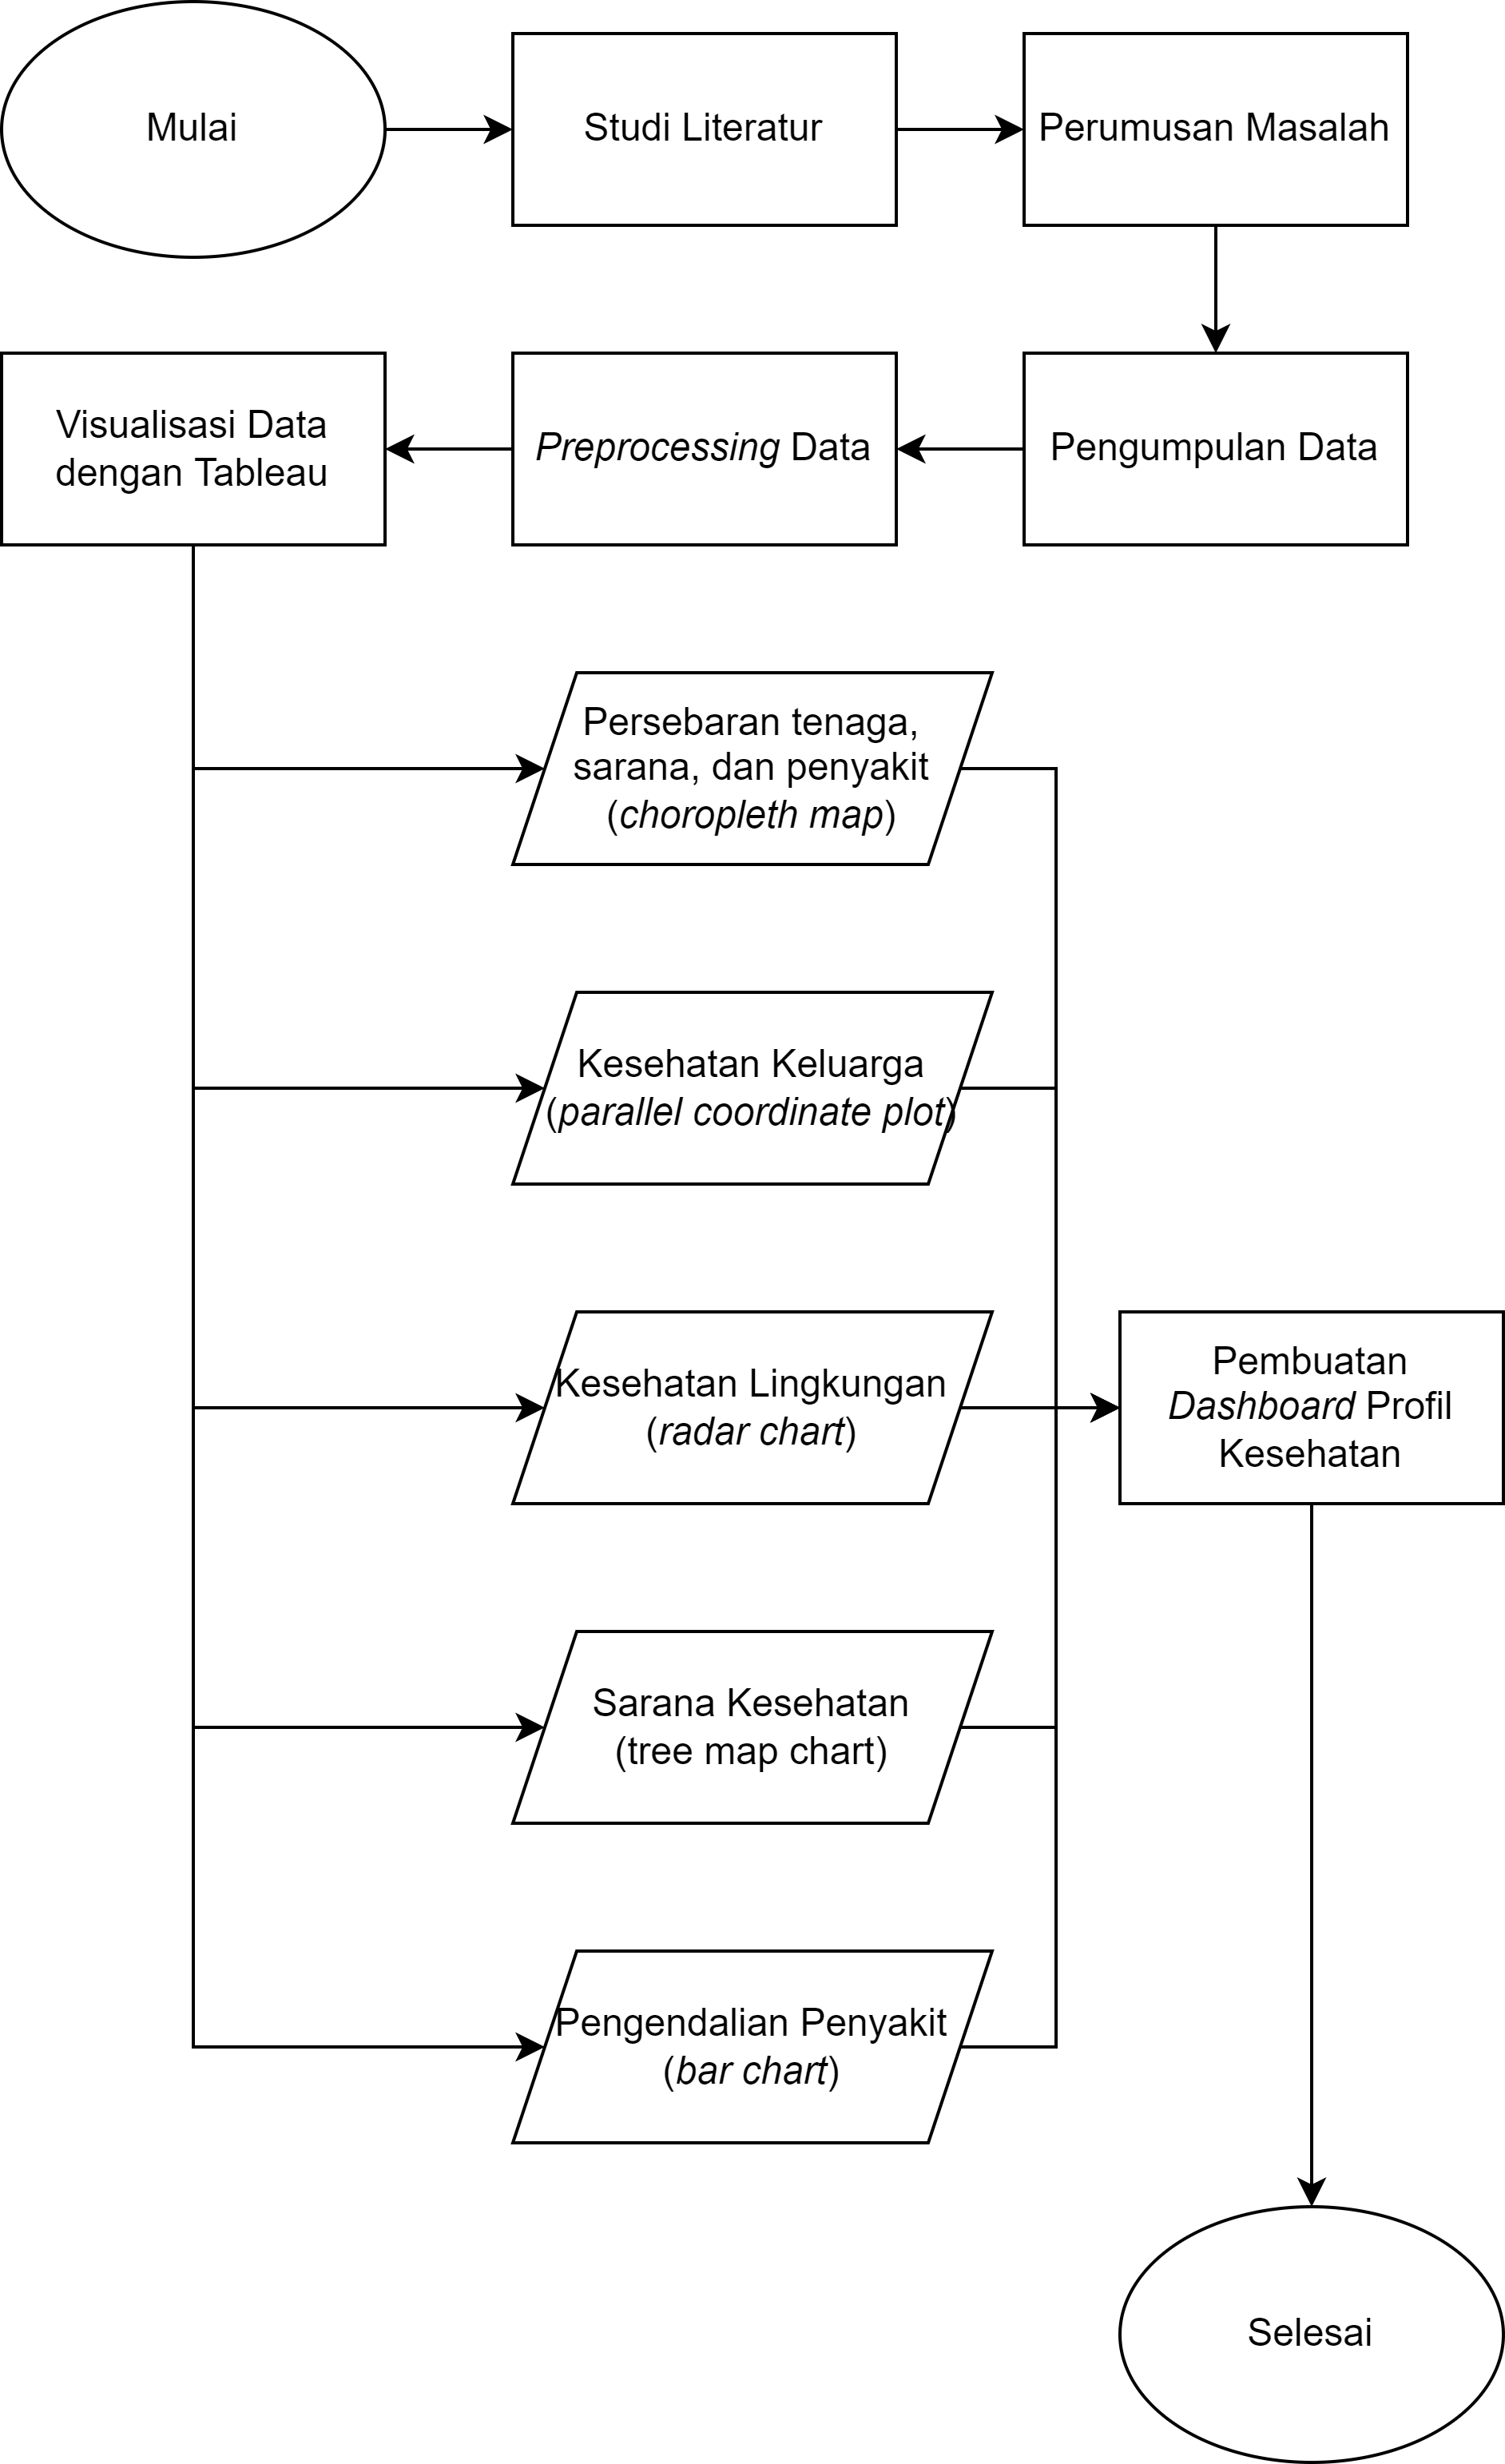 Mulai
Studi Literatur
Perumusan Masalah
Pengumpulan Data
Preprocessing Data
Visualisasi Data
dengan Tableau
Persebaran tenaga,
sarana, dan penyakit
(choropleth map)
Kesehatan Keluarga
(parallel coordinate plot)
Kesehatan Lingkungan
(radar chart)
Sarana Kesehatan
(tree map chart)
Pengendalian Penyakit
(bar chart)
Pembuatan
Dashboard Profil
Kesehatan
Selesai